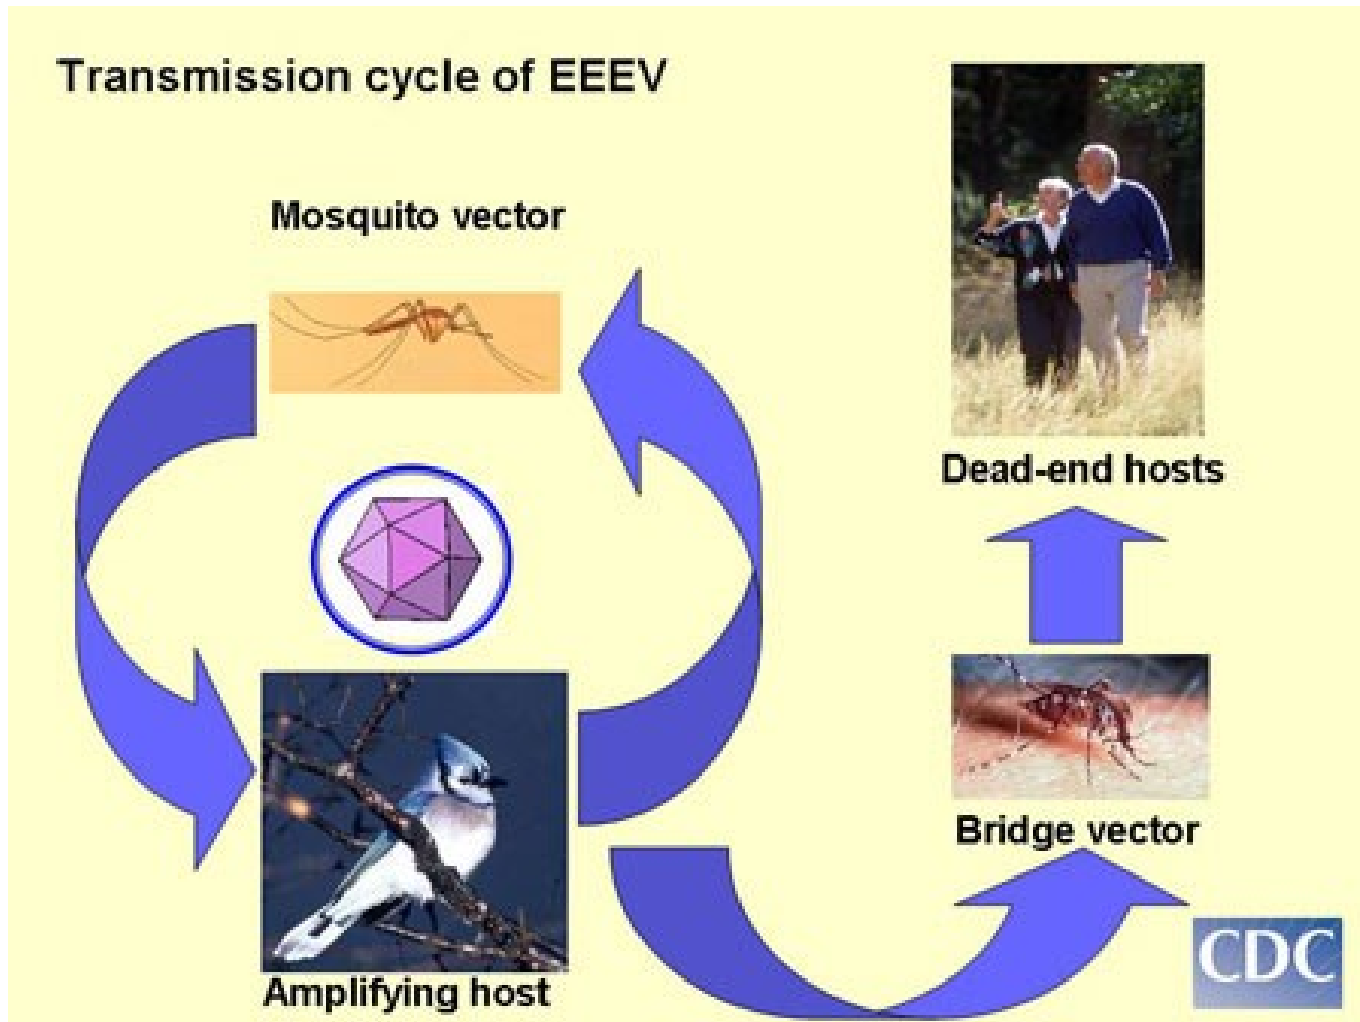 Transmission cycle of EEEV
Mosquito vector
Dead-end hosts
Bridge vector
Amplifying host
CDC